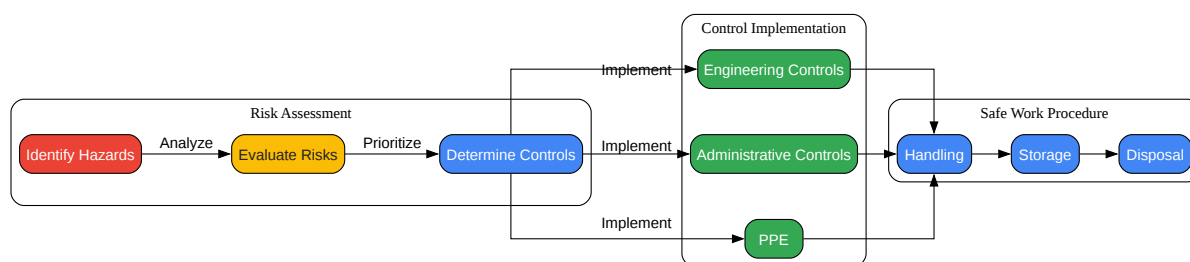 Control Implementation
Implement
Engineering Controls
Risk Assessment
Safe Work Procedure
Identify Hazards
Analyze
Evaluate Risks
Prioritize
Determine Controls
Implement
Administrative Controls
Handling
Storage
Disposal
Implement
PPE